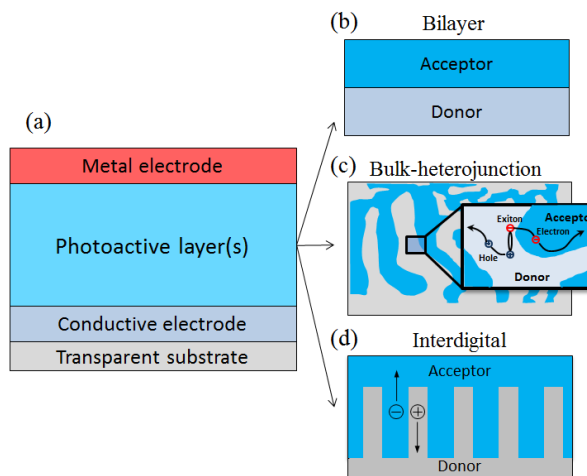 (a)
Metal electrode
Photoactive layer(s)
Conductive electrode
Transparent substrate
(b)
Bilayer
Acceptor
Donor
(c)
Bulk-heterojunction
Exiton
Accepto
Electron
Hole
Donor
(d)
Interdigital
Acceptor
− +
Donor